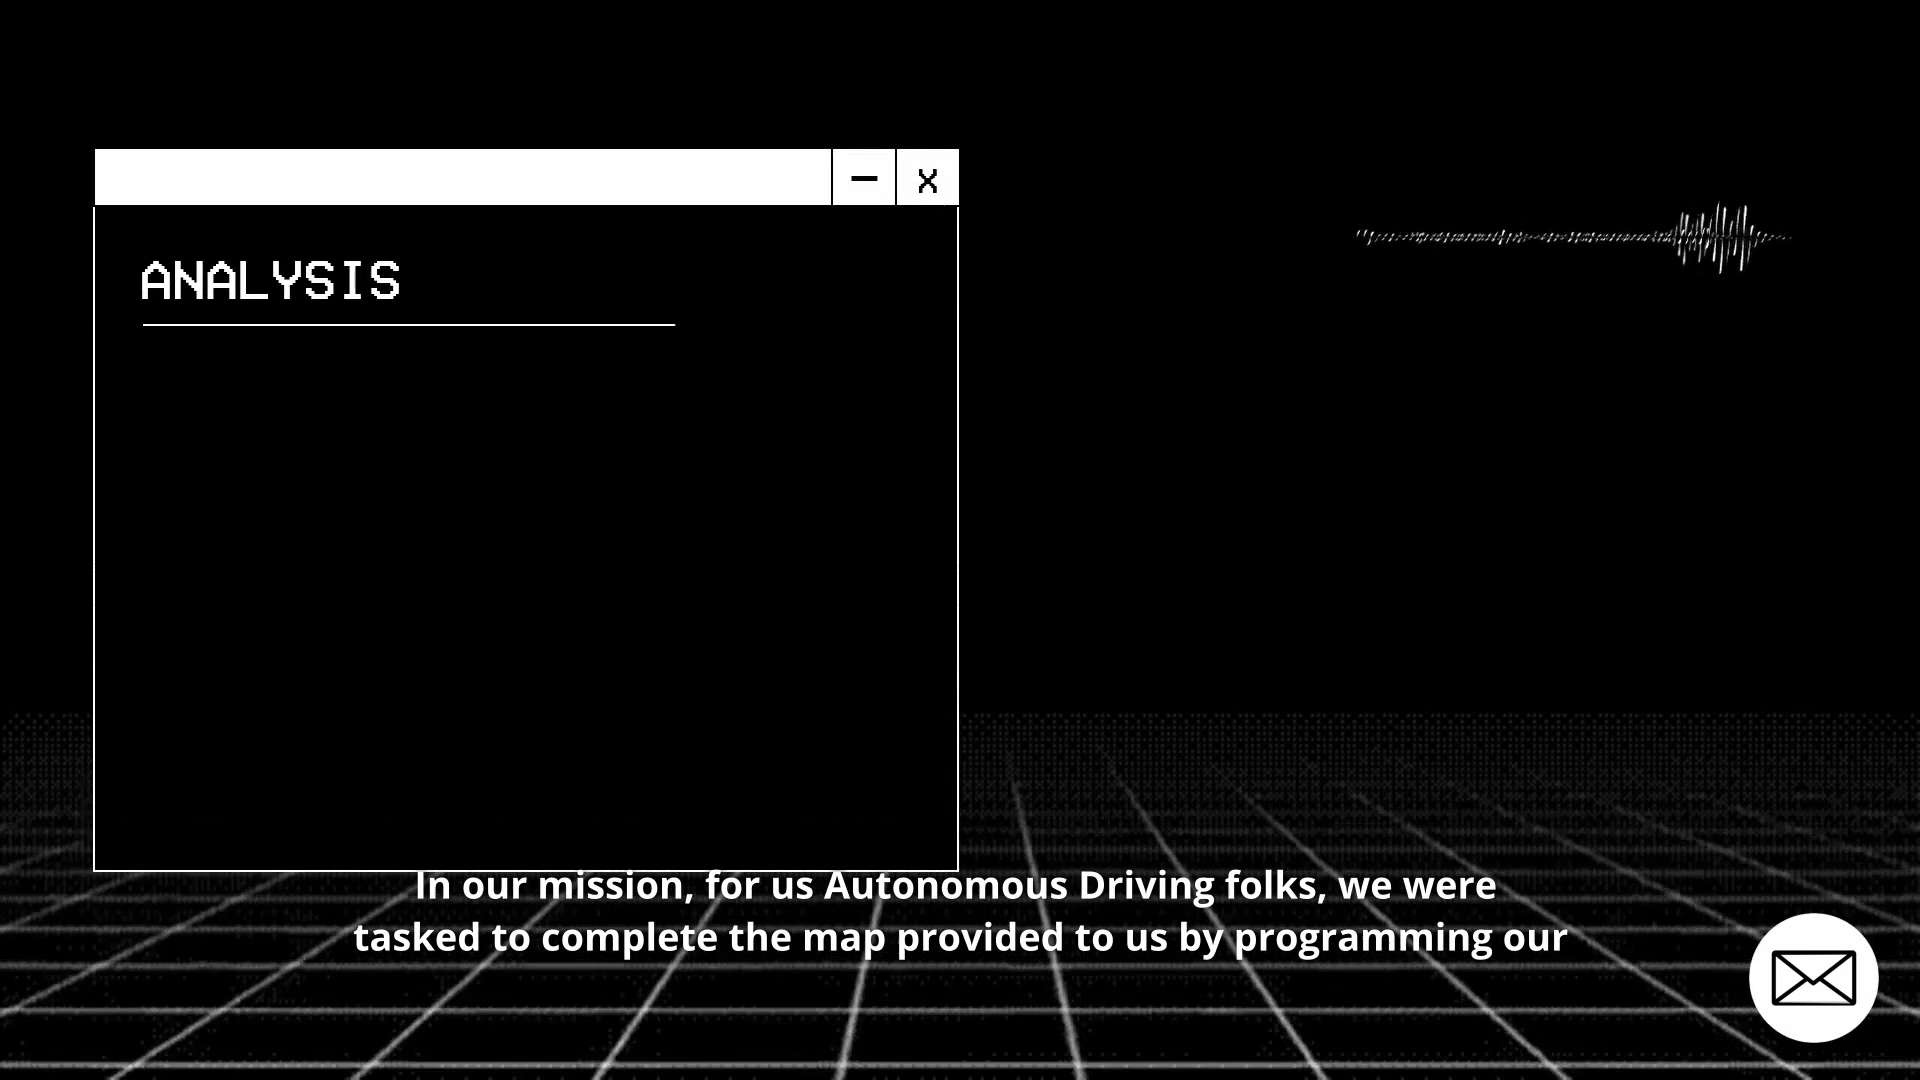 x
ANALYSIS
In our mission, for us Autonomous Driving folks, we were
tasked to complete the map provided to us by programming our